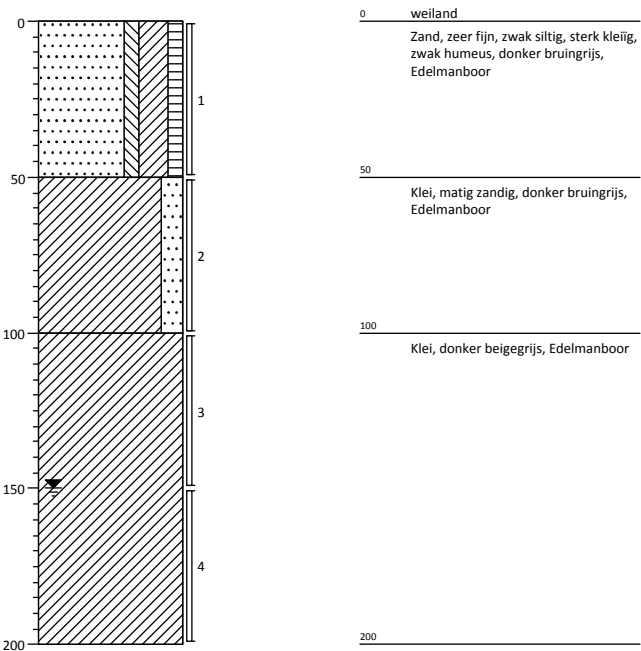 0
50
100
150
200
1
2
3
4
0 weiland
Zand, zeer fijn, zwak siltig, sterk kleiïg,
zwak humeus, donker bruingrijs,
Edelmanboor
50
Klei, matig zandig, donker bruingrijs,
Edelmanboor
100
Klei, donker beigegrijs, Edelmanboor
200